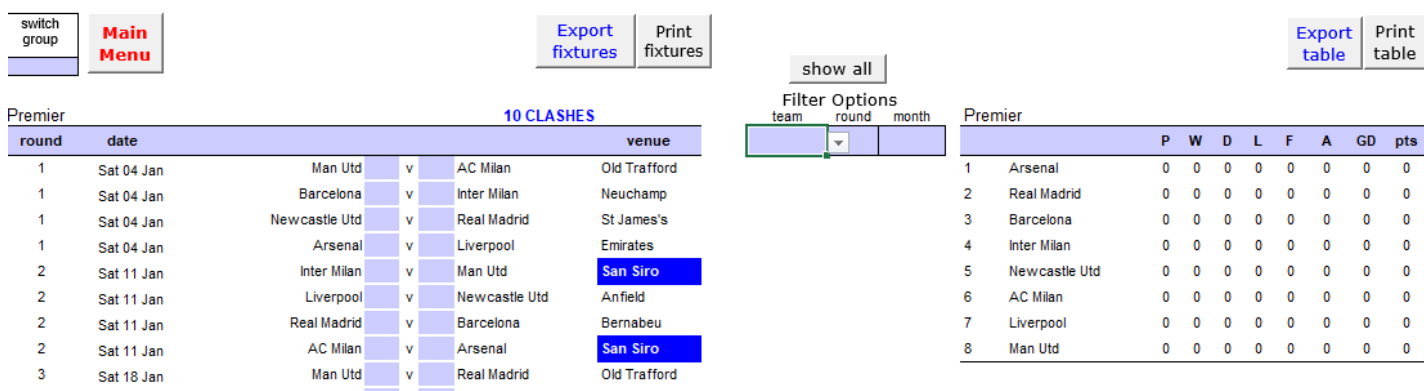 switch group
Main Menu
Export fixtures
Print fixtures
show all
Export table
Print table
Premier 10 CLASHES
round date venue
1 Sat 04 Jan Man Utd v AC Milan Old Trafford
1 Sat 04 Jan Barcelona v Inter Milan Neuchamp
1 Sat 04 Jan Newcastle Utd v Real Madrid St James's
1 Sat 04 Jan Arsenal v Liverpool Emirates
2 Sat 11 Jan Inter Milan v Man Utd San Siro
2 Sat 11 Jan Liverpool v Newcastle Utd Anfield
2 Sat 11 Jan Real Madrid v Barcelona Bernabeu
2 Sat 11 Jan AC Milan v Arsenal San Siro
3 Sat 18 Jan Man Utd v Real Madrid Old Trafford
Filter Options
team round month
Premier
P W D L F A GD pts
1 Arsenal 0 0 0 0 0 0 0 0
2 Real Madrid 0 0 0 0 0 0 0 0
3 Barcelona 0 0 0 0 0 0 0 0
4 Inter Milan 0 0 0 0 0 0 0 0
5 Newcastle Utd 0 0 0 0 0 0 0 0
6 AC Milan 0 0 0 0 0 0 0 0
7 Liverpool 0 0 0 0 0 0 0 0
8 Man Utd 0 0 0 0 0 0 0 0